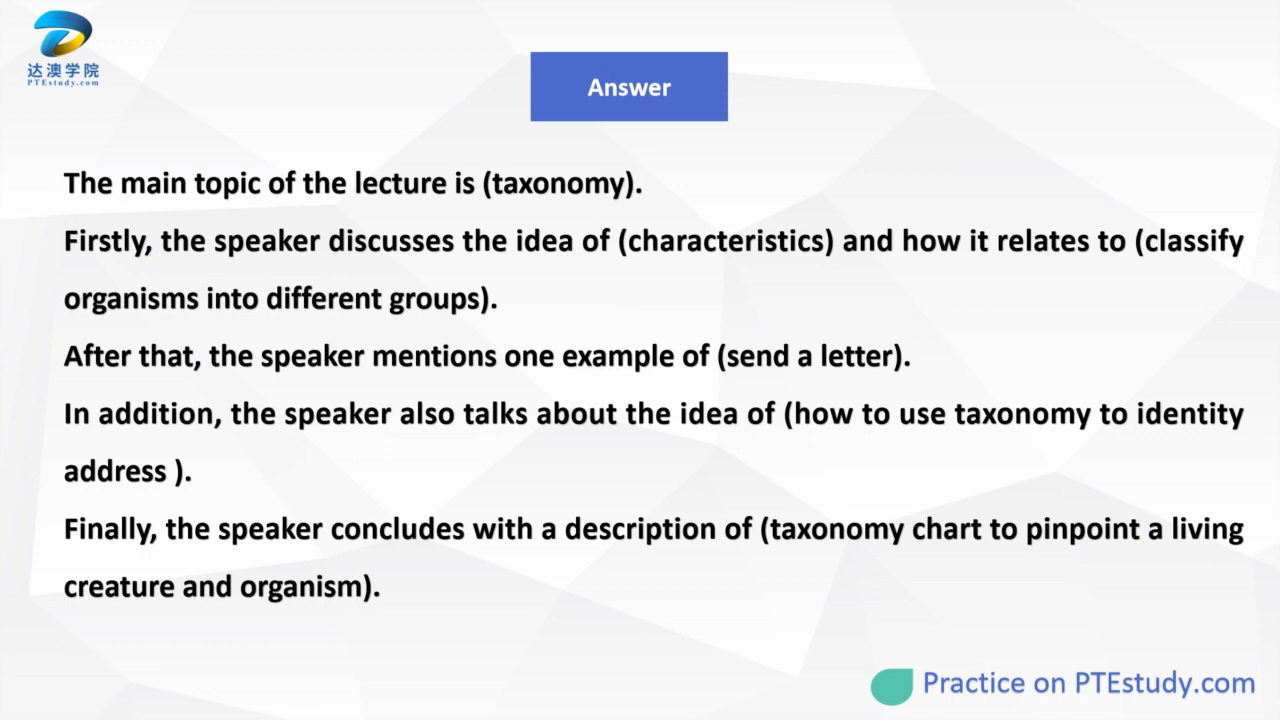 达澳学院
PTEstudy.com
Answer
The main topic of the lecture is (taxonomy).
Firstly, the speaker discusses the idea of (characteristics) and how it relates to (classify
organisms into different groups).
After that, the speaker mentions one example of (send a letter).
In addition, the speaker also talks about the idea of (how to use taxonomy to identity
address ).
Finally, the speaker concludes with a description of (taxonomy chart to pinpoint a living
creature and organism).
Practice on PTEstudy.com